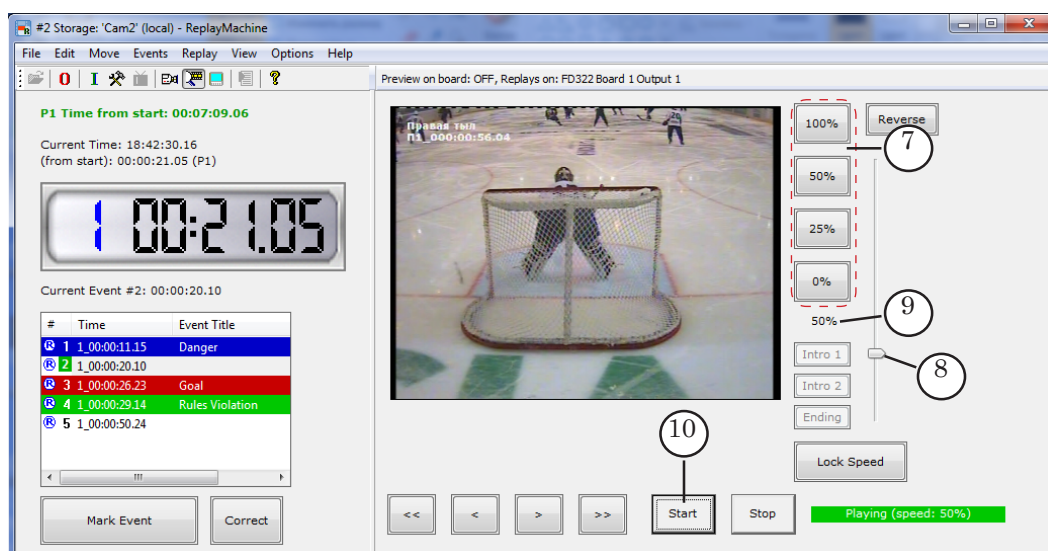 #2 Storage: 'Cam2' (local) - ReplayMachine
File Edit Move Events Replay View Options Help
Preview on board: OFF, Replays on: FD322 Board 1 Output 1
P1 Time from start: 00:07:09.06
Current Time: 18:42:30.16
(from start): 00:00:21.05 (P1)
1 00:21.05
Current Event #2: 00:00:20.10
# Time Event Title
R 1 1_00:00:11.15 Danger
R 2 1_00:00:20.10
R 3 1_00:00:26.23 Goal
R 4 1_00:00:29.14 Rules Violation
R 5 1_00:00:50.24
Mark Event Correct
Правая тыл
П1_000:00:56.04
100%
Reverse
7
50%
25%
0%
50%
9
Intro 1
8
Intro 2
Ending
10
Lock Speed
<< < > >> Start Stop Playing (speed: 50%)